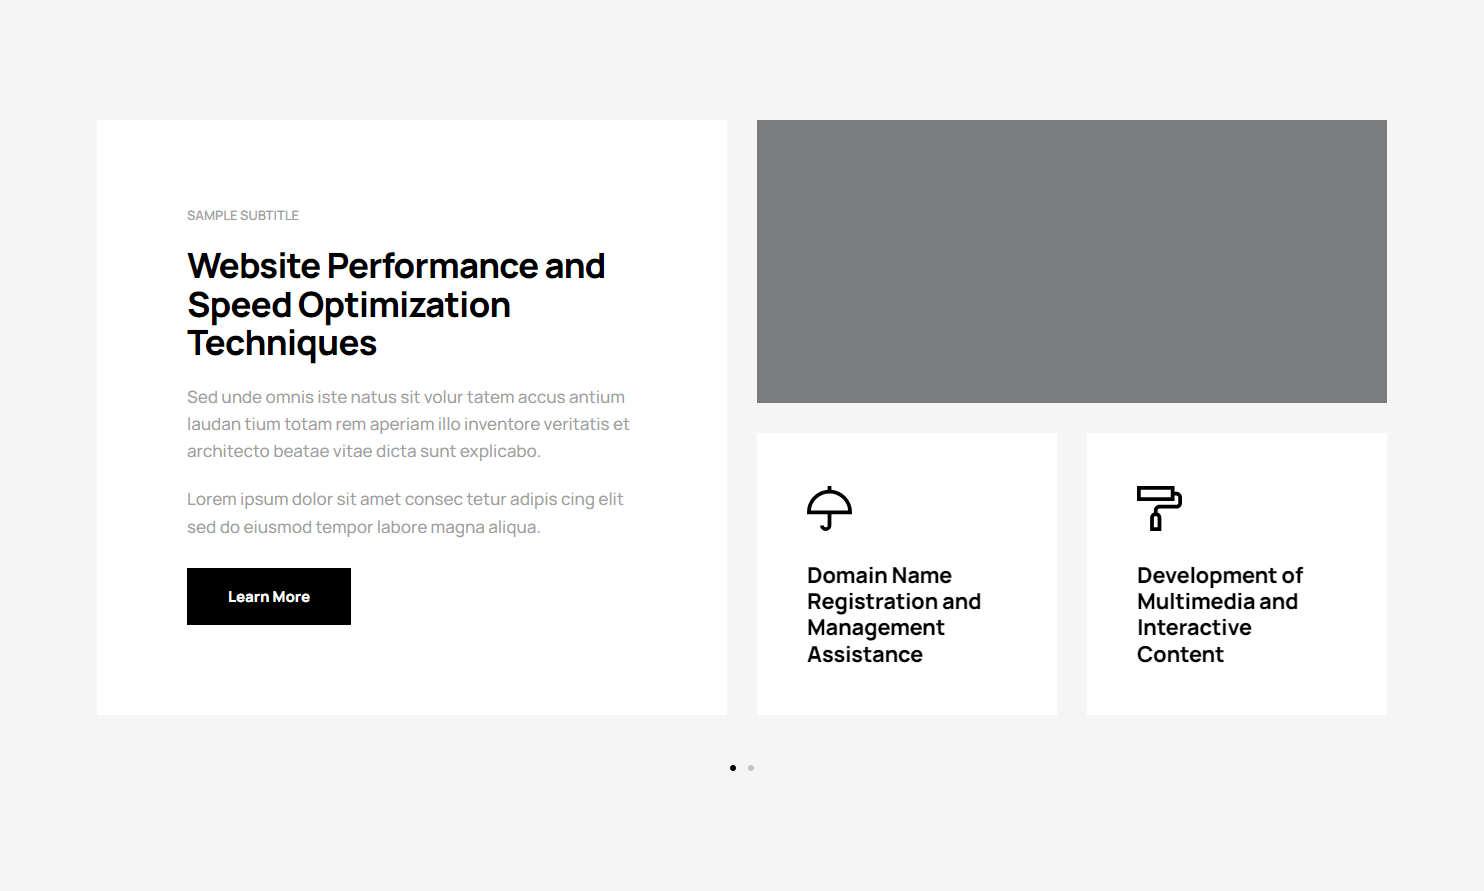 SAMPLE SUBTITLE
Website Performance and
Speed Optimization
Techniques
Sed unde omnis iste natus sit volur tatem accus antium
laudan tium totam rem aperiam illo inventore veritatis et
architecto beatae vitae dicta sunt explicabo.
Lorem ipsum dolor sit amet consec tetur adipis cing elit
sed do eiusmod tempor labore magna aliqua.
Learn More
Domain Name
Registration and
Management
Assistance
Development of
Multimedia and
Interactive
Content